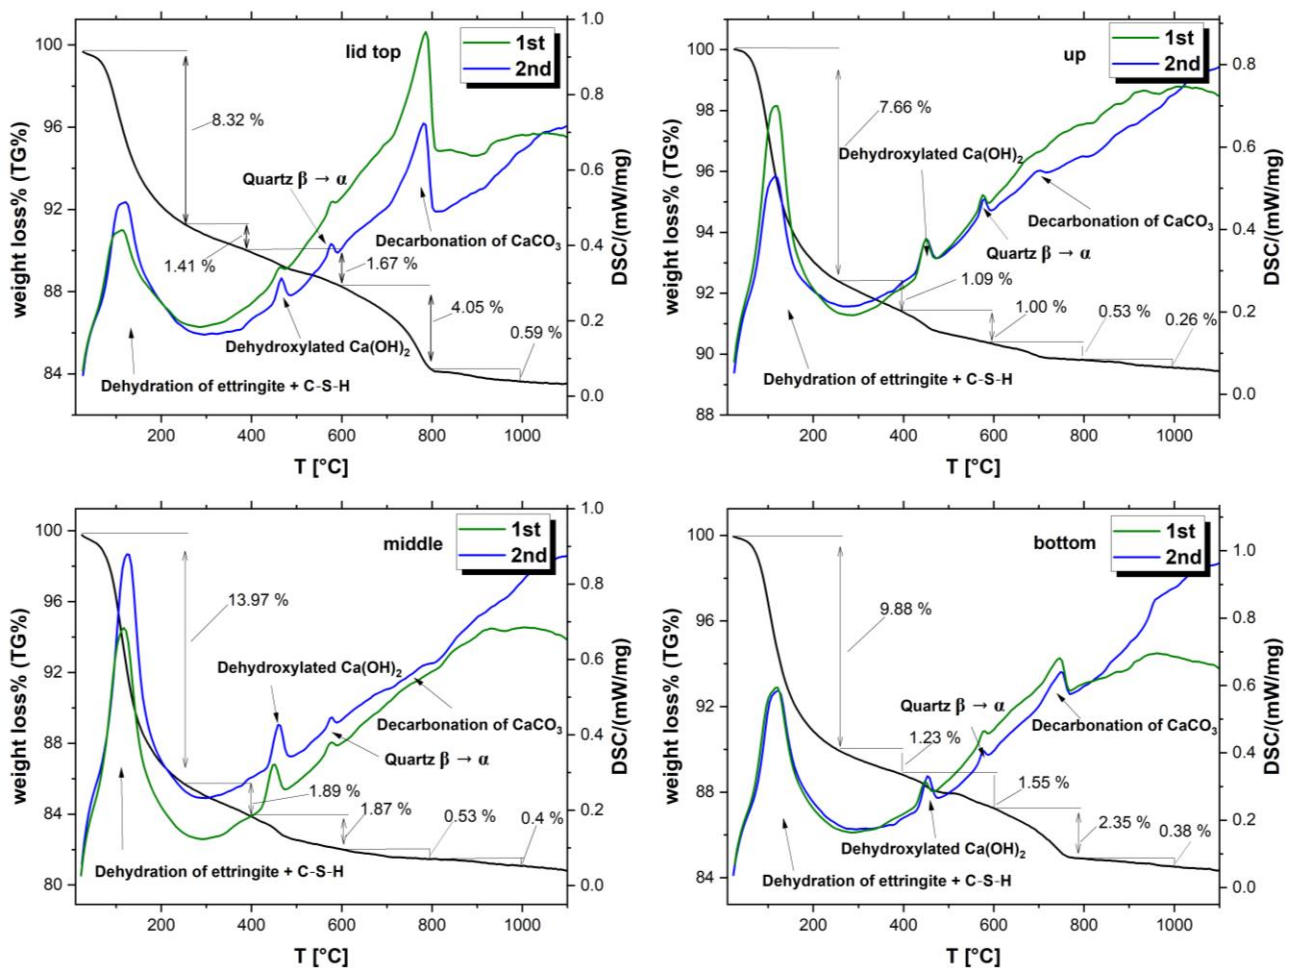 lid top
1st
2nd
weight loss% (TG%)
100
96
92
88
84
8.32 %
1.41 %
1.67 %
4.05 %
0.59 %
Quartz β → α
Decarbonation of CaCO3
Dehydroxylated Ca(OH)2
Dehydration of ettringite + C-S-H
DSC/(mW/mg)
1.0
0.8
0.6
0.4
0.2
0.0
200
400
600
800
1000
T [°C]
up
1st
2nd
weight loss% (TG%)
100
98
96
94
92
90
88
7.66 %
Dehydroxylated Ca(OH)2
Decarbonation of CaCO3
Quartz β → α
1.09 %
1.00 %
0.53 %
0.26 %
Dehydration of ettringite + C-S-H
DSC/(mW/mg)
0.8
0.6
0.4
0.2
0.0
200
400
600
800
1000
T [°C]
middle
1st
2nd
weight loss% (TG%)
100
96
92
88
84
80
13.97 %
Dehydroxylated Ca(OH)2
Decarbonation of CaCO3
Quartz β → α
1.89 %
1.87 %
0.53 %
0.4 %
Dehydration of ettringite + C-S-H
DSC/(mW/mg)
1.0
0.8
0.6
0.4
0.2
0.0
200
400
600
800
1000
T [°C]
bottom
1st
2nd
weight loss% (TG%)
100
96
92
88
84
9.88 %
Quartz β → α
Decarbonation of CaCO3
1.23 %
1.55 %
2.35 %
0.38 %
Dehydroxylated Ca(OH)2
Dehydration of ettringite + C-S-H
DSC/(mW/mg)
1.0
0.8
0.6
0.4
0.2
0.0
200
400
600
800
1000
T [°C]